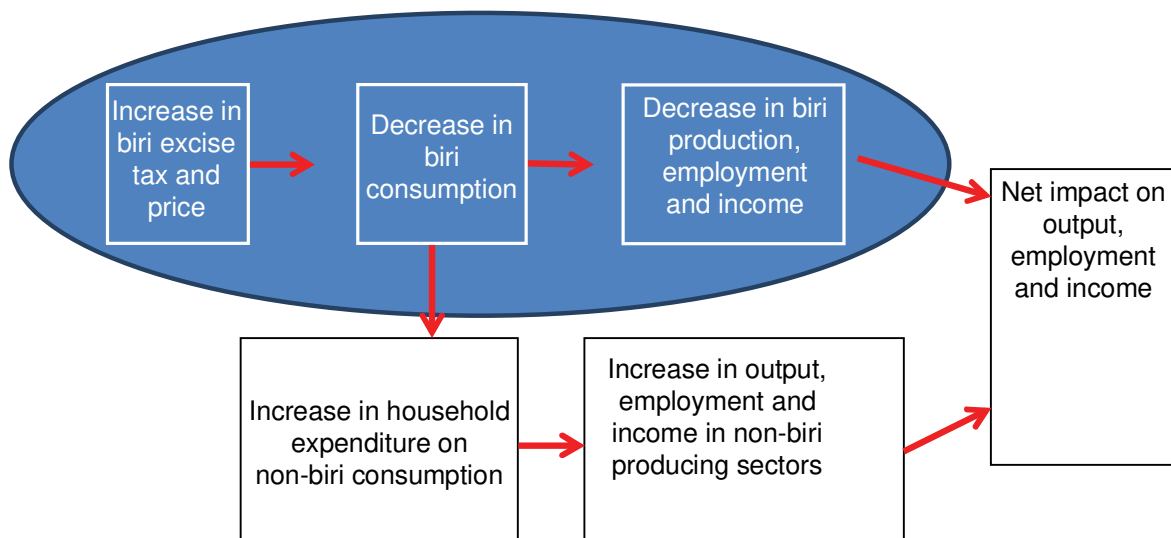 Increase in
biri excise
tax and
price
Decrease in
biri
consumption
Decrease in biri
production,
employment
and income
Net impact on
output,
employment
and income
Increase in household
expenditure on
non-biri consumption
Increase in output,
employment and
income in non-biri
producing sectors